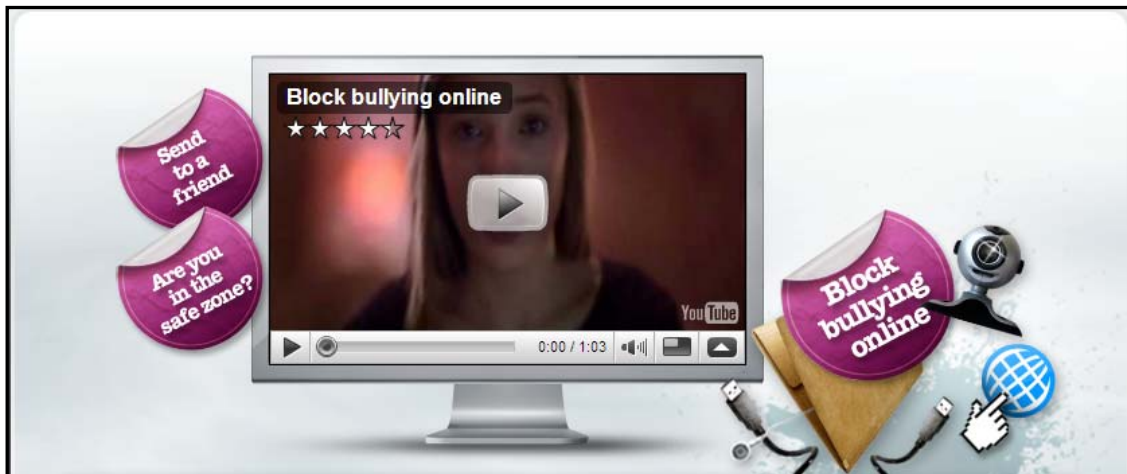 Block bullying online
Send
to a
friend
Are you
in the
safe zone?
YouTube
0:00 / 1:03
Block
bullying
online